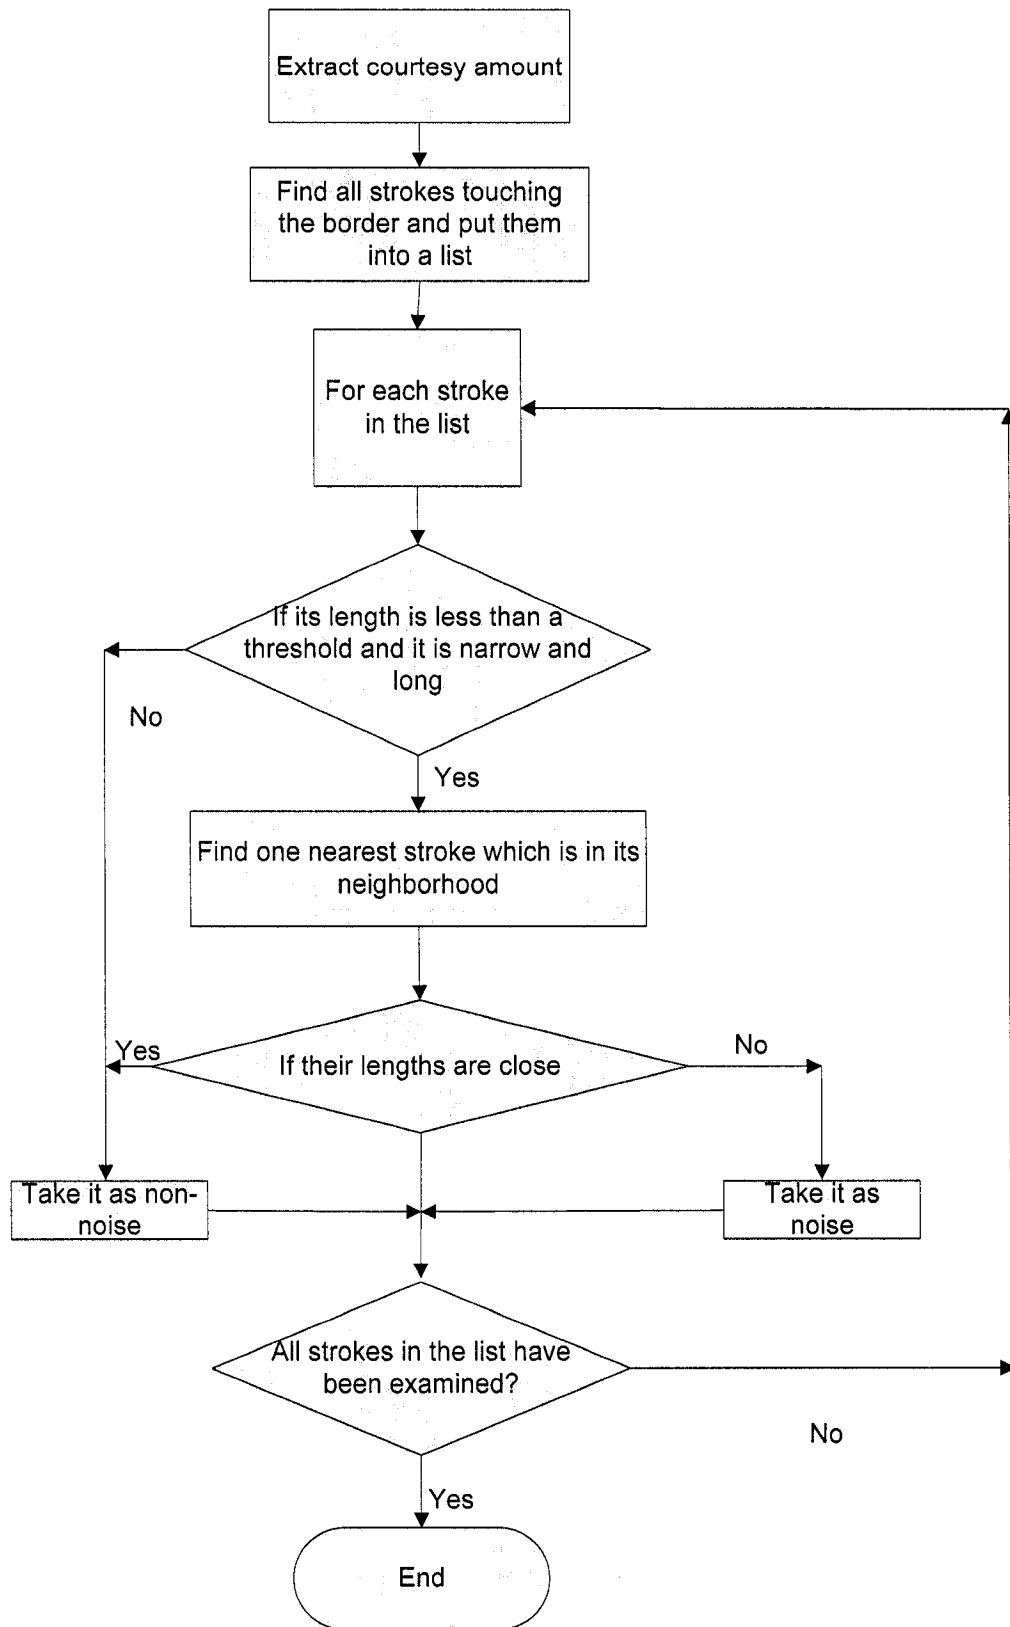 Extract courtesy amount
Find all strokes touching
the border and put them
into a list
For each stroke
in the list
If its length is less than a
threshold and it is narrow and
long
No
Yes
Find one nearest stroke which is in its
neighborhood
Yes
If their lengths are close
No
Take it as non-
noise
Take it as
noise
All strokes in the list have
been examined?
No
Yes
End